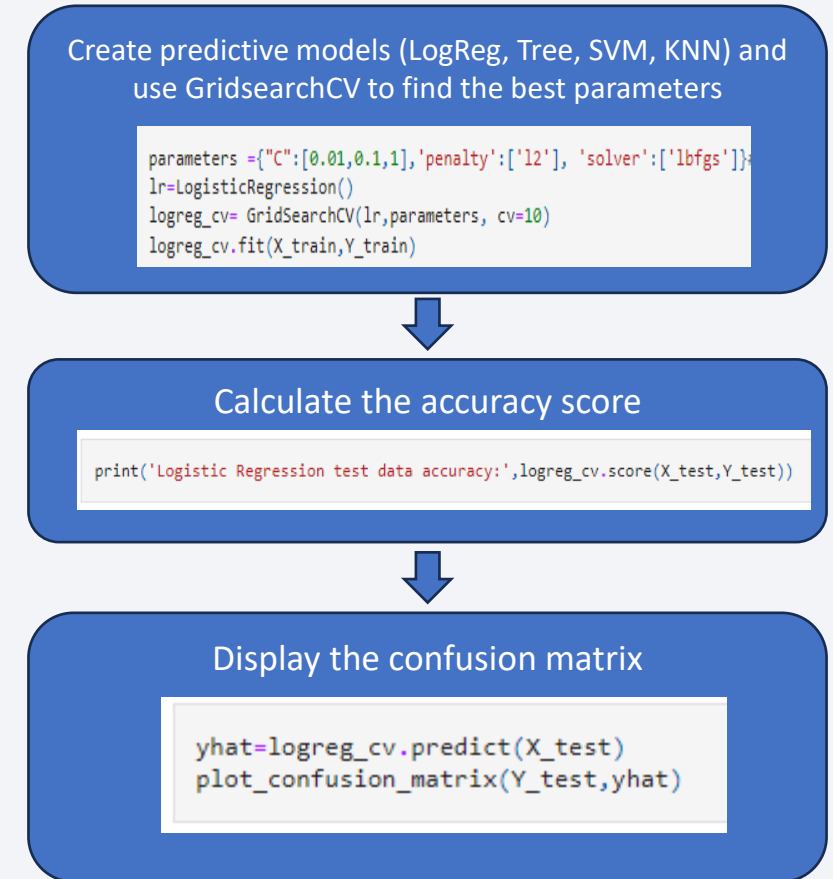 Create predictive models (LogReg, Tree, SVM, KNN) and
use GridsearchCV to find the best parameters
parameters ={"C":[0.01,0.1,1],'penalty':['l2'], 'solver':['lbfgs']}
lr=LogisticRegression()
logreg_cv= GridSearchCV(lr,parameters, cv=10)
logreg_cv.fit(X_train,Y_train)
Calculate the accuracy score
print('Logistic Regression test data accuracy:',logreg_cv.score(X_test,Y_test))
Display the confusion matrix
yhat=logreg_cv.predict(X_test)
plot_confusion_matrix(Y_test,yhat)